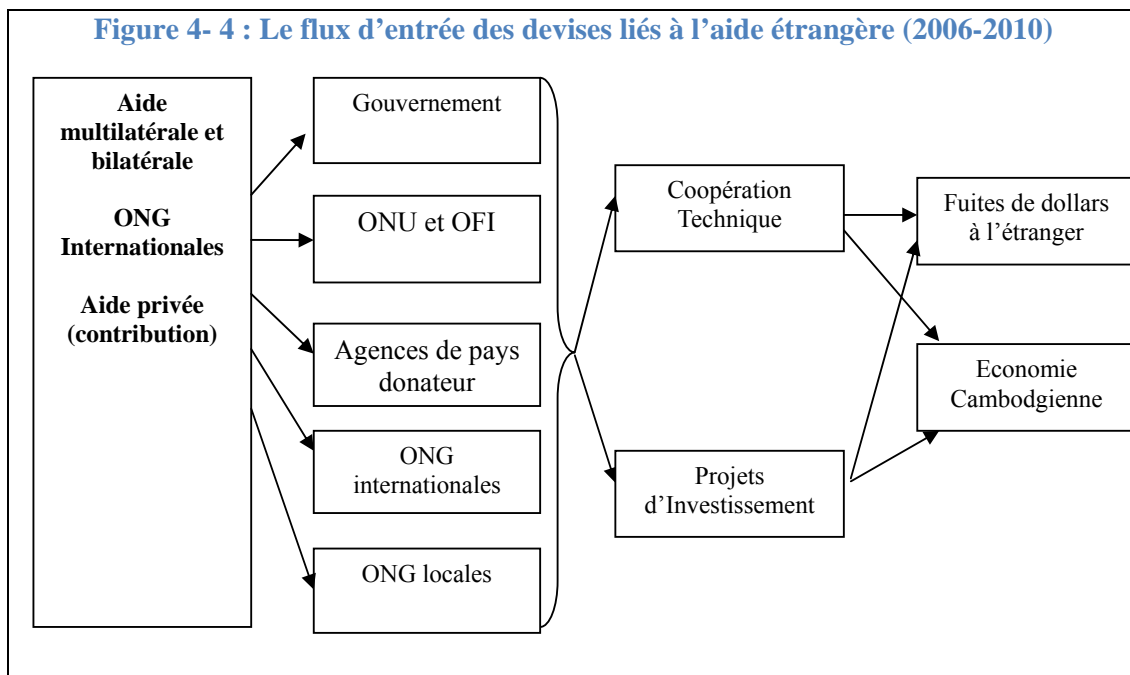 Figure 4- 4 : Le flux d'entrée des devises liés à l'aide étrangère (2006-2010)
Aide
multilatérale et
bilatérale
ONG
Internationales
Aide privée
(contribution)
Gouvernement
ONU et OFI
Agences de pays
donateur
ONG
internationales
ONG locales
Coopération
Technique
Projets
d'Investissement
Fuites de dollars
à l'étranger
Economie
Cambodgienne